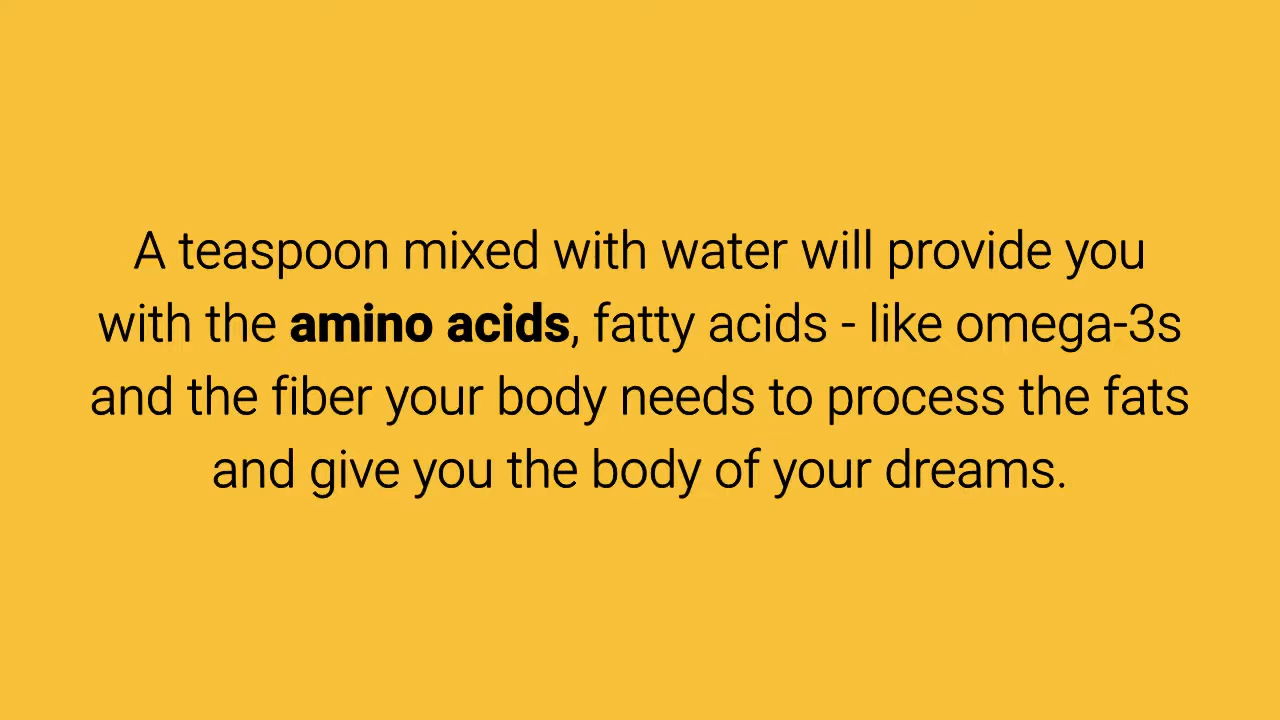 A teaspoon mixed with water will provide you
with the amino acids, fatty acids - like omega-3s
and the fiber your body needs to process the fats
and give you the body of your dreams.